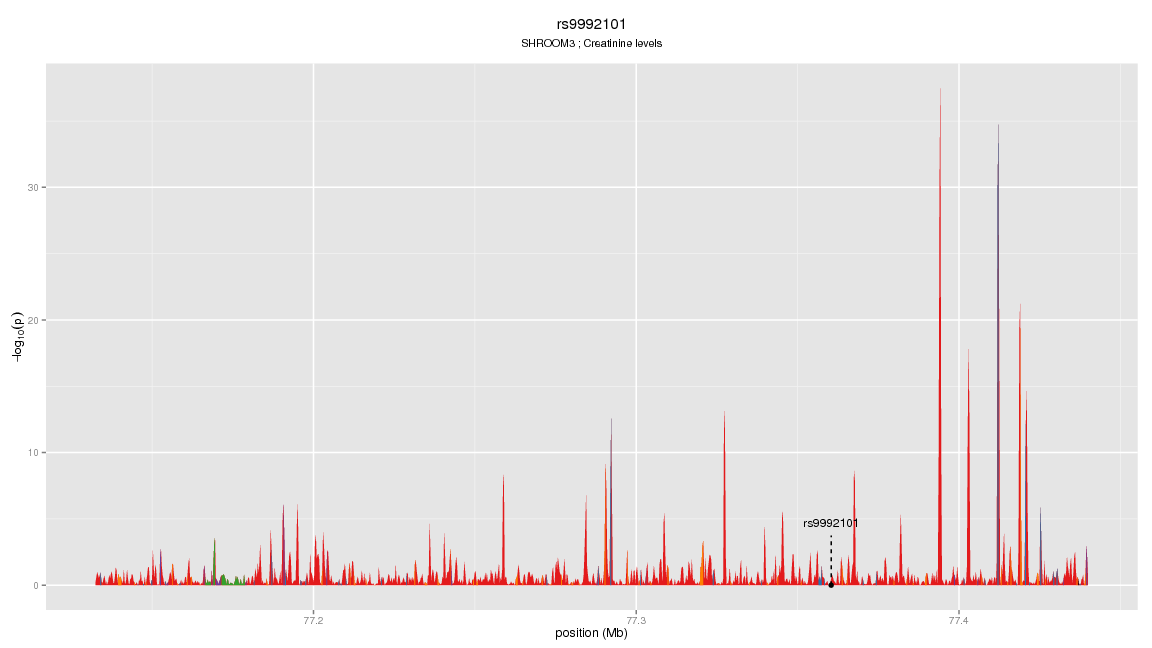 rs9992101
SHROOM3 ; Creatinine levels
30
20
10
0
−log10(p)
rs9992101
77.2
77.3
77.4
position (Mb)